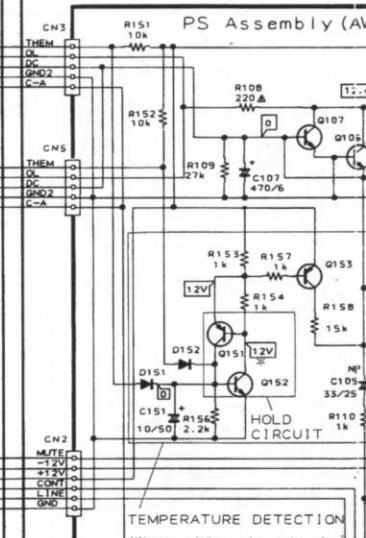 PS Assembly (AW
CN3
R151
10k
THEM
OL
DC
GND2
C-A
R152
10k
R108
220
0
Q107
12.
Q106
CN5
THEM
OL
DC
GND2
C-A
R109
27k
+
C107
470/6
R153
1k
R157
1k
Q153
12V
R154
1k
R158
15k
Q151
12V
*
D152
D151
0
Q152
NP
C105
33/25
C151
10/50
+
R156
2.2k
HOLD
CIRCUIT
R110
1k
CN2
MUTE
-12V
+12V
CONT
LINE
GND
TEMPERATURE DETECTION